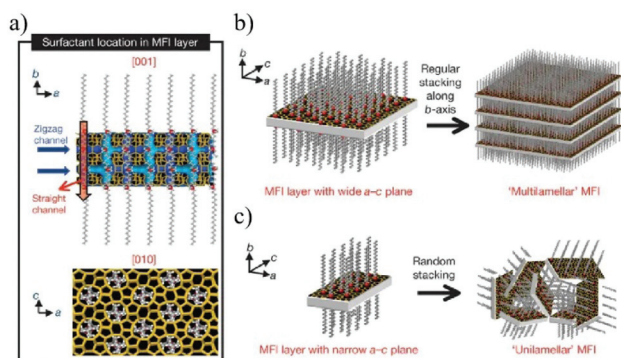 a)
Surfactant location in MFI layer
[001]
b
a
Zigzag
channel
Straight
channel
[010]
c
a
b)
b
c
a
Regular
stacking
along
b-axis
MFI layer with wide a–c plane
'Multilamellar' MFI
c)
b
c
a
Random
stacking
MFI layer with narrow a–c plane
'Unilamellar' MFI